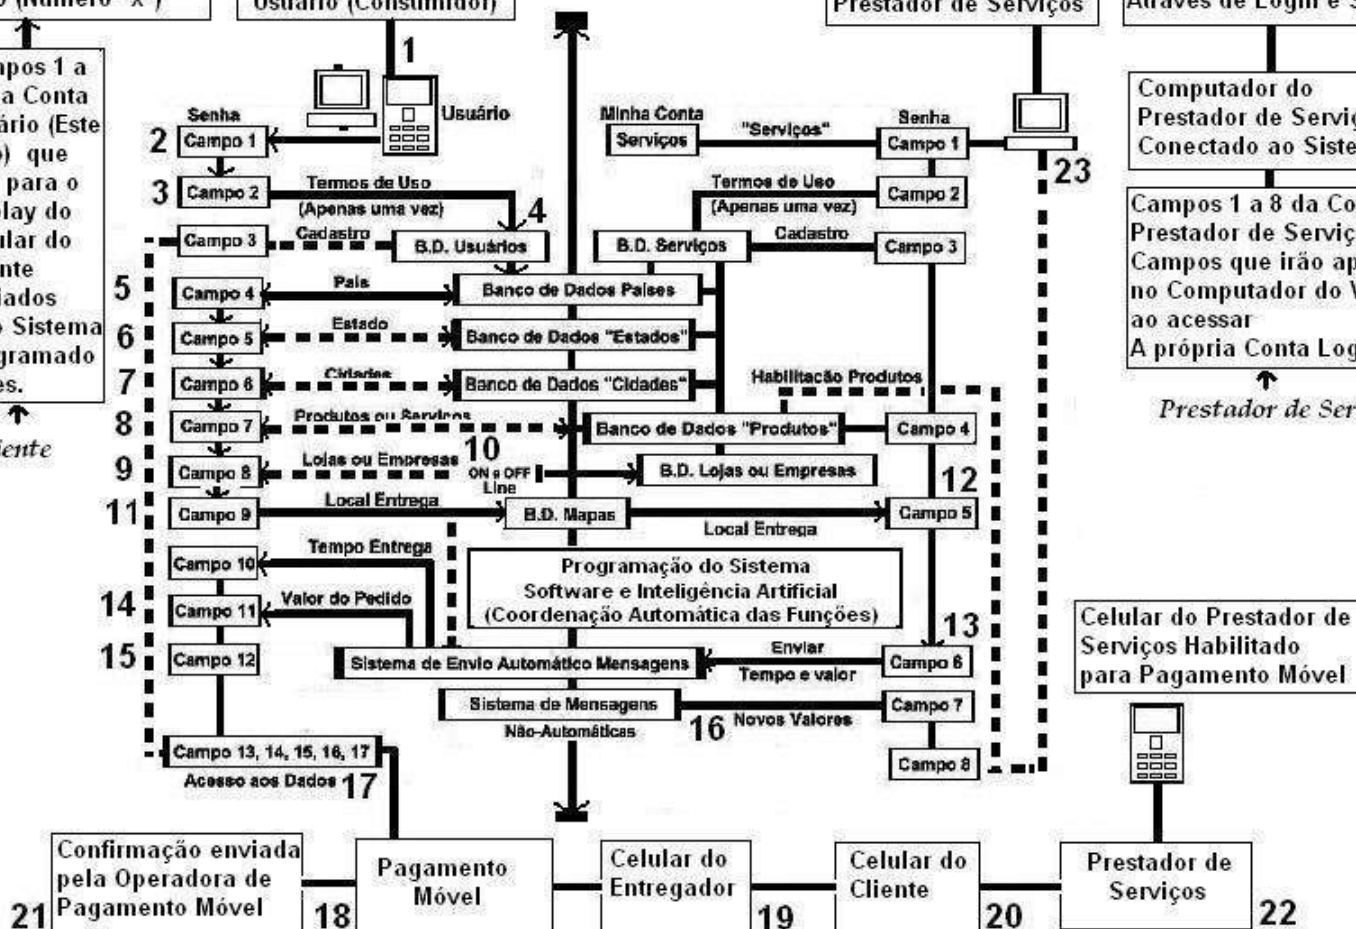 Usuário (Consumidor)
Prestador de Serviços
Através de Login e S
o (Número "X")
1
mpos 1 a
a Conta
ário (Este
o) que
para o
play do
ular do
ente
iados
o Sistema
gramado
es.
iente
Usuário
Senha
2
Campo 1
3
Campo 2
Termos de Uso
(Apenas uma vez)
4
Campo 3
Cadastro
B.D. Usuários
5
Campo 4
País
Banco de Dados Países
6
Campo 5
Estado
Banco de Dados "Estados"
7
Campo 6
Cidades
Banco de Dados "Cidades"
8
Campo 7
Produtos ou Serviços
Banco de Dados "Produtos"
9
Campo 8
Lojas ou Empresas
10
ON e OFF
Line
B.D. Lojas ou Empresas
11
Campo 9
Local Entrega
B.D. Mapas
Local Entrega
Campo 10
Tempo Entrega
14
Campo 11
Valor do Pedido
15
Campo 12
Sistema de Envio Automático Mensagens
Sistema de Mensagens
Não-Automáticas
Campo 13, 14, 15, 16, 17
Acesso aos Dados
17
Minha Conta
Serviços
"Serviços"
Senha
Campo 1
23
Termos de Uso
(Apenas uma vez)
Campo 2
B.D. Serviços
Cadastro
Campo 3
Habilitacão Produtos
Campo 4
12
Campo 5
Programação do Sistema
Software e Inteligência Artificial
(Coordenação Automática das Funções)
13
Enviar
Tempo e valor
Campo 6
16
Novos Valores
Campo 7
Campo 8
Computador do
Prestador de Serviç
Conectado ao Siste
Campos 1 a 8 da Co
Prestador de Serviç
Campos que irão ap
no Computador do V
ao acessar
A própria Conta Log
Prestador de Ser
Celular do Prestador de
Serviços Habilitado
para Pagamento Móvel
21
Confirmação enviada
pela Operadora de
Pagamento Móvel
18
Pagamento
Móvel
Celular do
Entregador
19
Celular do
Cliente
20
Prestador de
Serviços
22